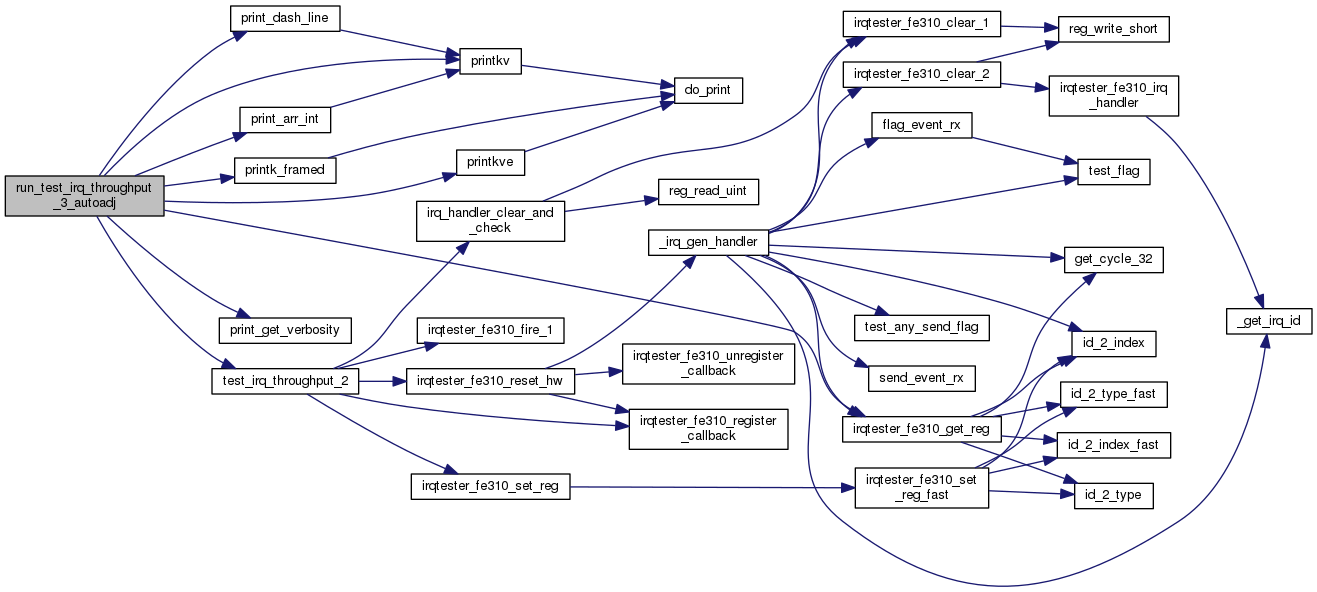 run_test_irq_throughput
_3_autoadj
print_dash_line
printkv
print_arr_int
do_print
printk_framed
printkve
irq_handler_clear_and
_check
reg_read_uint
print_get_verbosity
test_irq_throughput_2
irqtester_fe310_fire_1
irqtester_fe310_reset_hw
irqtester_fe310_unregister
_callback
irqtester_fe310_register
_callback
irqtester_fe310_set_reg
_irq_gen_handler
irqtester_fe310_clear_1
reg_write_short
irqtester_fe310_clear_2
irqtester_fe310_irq
_handler
flag_event_rx
test_flag
get_cycle_32
test_any_send_flag
id_2_index
send_event_rx
id_2_type_fast
irqtester_fe310_get_reg
id_2_index_fast
irqtester_fe310_set
_reg_fast
id_2_type
_get_irq_id